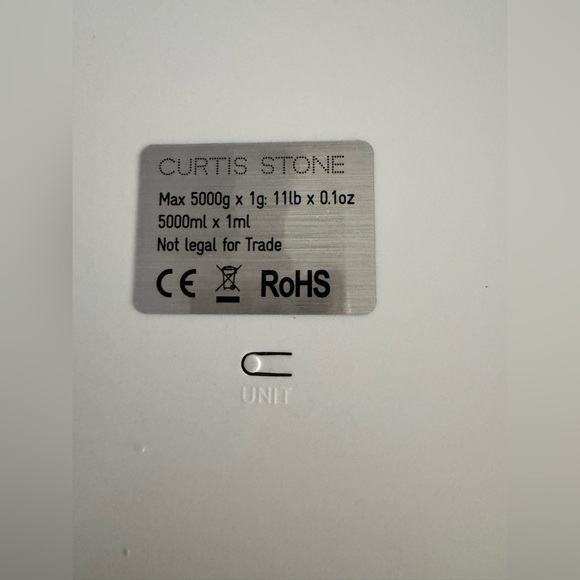 CURTIS STONE
Max 5000g x 1g; 11lb x 0.1oz
5000ml x 1ml
Not legal for Trade
CE RoHS
UNIT